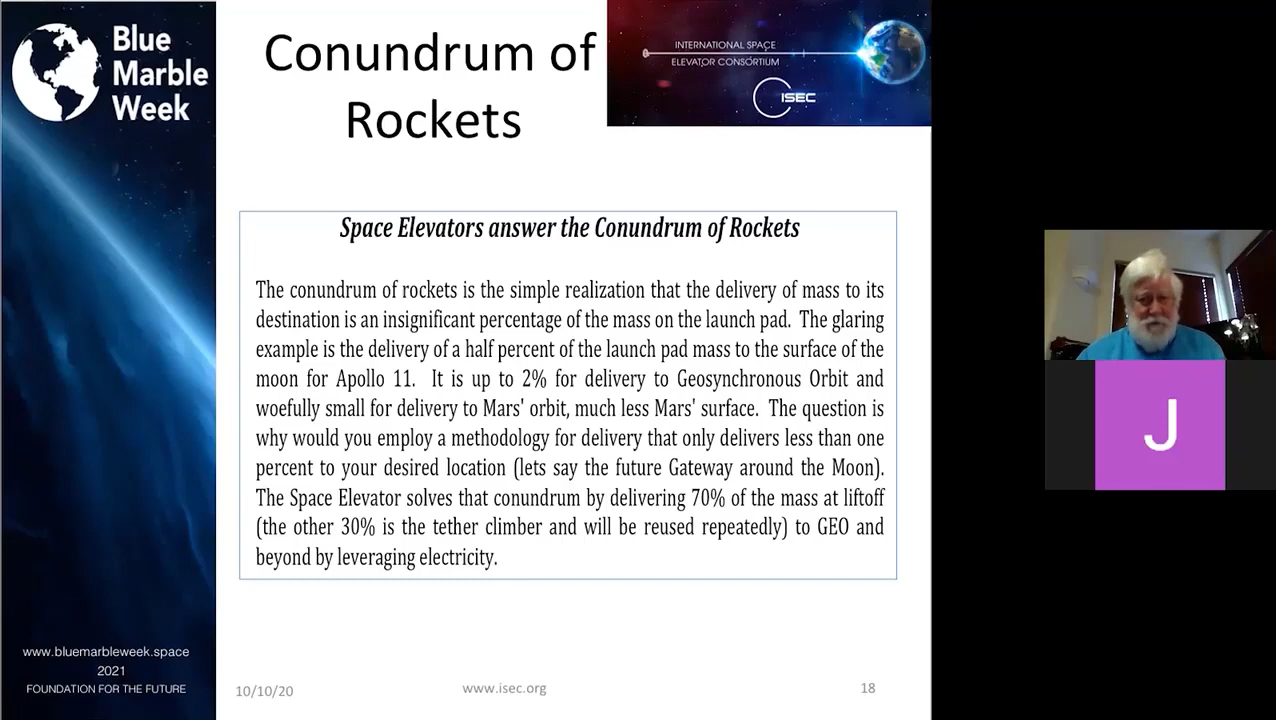 Blue
Marble
Week
Conundrum of
Rockets
INTERNATIONAL SPACE
ELEVATOR CONSORTIUM
ISEC
Space Elevators answer the Conundrum of Rockets
The conundrum of rockets is the simple realization that the delivery of mass to its
destination is an insignificant percentage of the mass on the launch pad. The glaring
example is the delivery of a half percent of the launch pad mass to the surface of the
moon for Apollo 11. It is up to 2% for delivery to Geosynchronous Orbit and
woefully small for delivery to Mars' orbit, much less Mars' surface. The question is
why would you employ a methodology for delivery that only delivers less than one
percent to your desired location (lets say the future Gateway around the Moon).
The Space Elevator solves that conundrum by delivering 70% of the mass at liftoff
(the other 30% is the tether climber and will be reused repeatedly) to GEO and
beyond by leveraging electricity.
J
www.bluemarbleweek.space
2021
FOUNDATION FOR THE FUTURE
10/10/20
www.isec.org
18